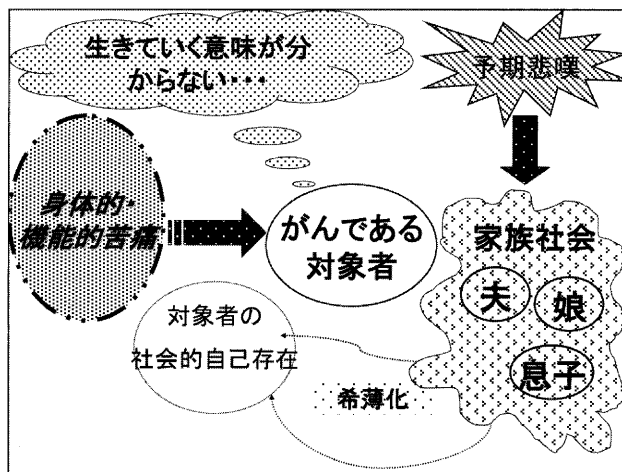 生きていく意味が分
からない・・・
予期悲嘆
身体的・
機能的苦痛
がんである
対象者
家族社会
夫
娘
息子
対象者の
社会的自己存在
希薄化